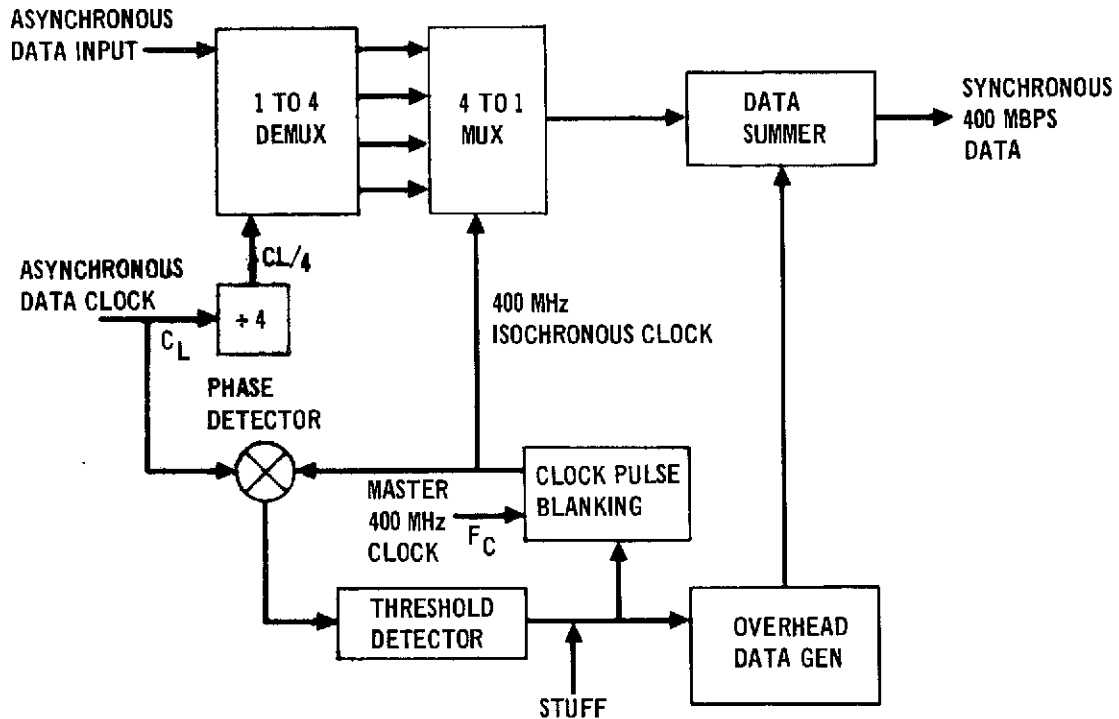 ASYNCHRONOUS
DATA INPUT
1 TO 4
DEMUX
4 TO 1
MUX
DATA
SUMMER
SYNCHRONOUS
400 MBPS
DATA
CL/4
ASYNCHRONOUS
DATA CLOCK
÷ 4
C_L
400 MHz
ISOCHRONOUS CLOCK
PHASE
DETECTOR
MASTER
400 MHz
CLOCK
F_C
CLOCK PULSE
BLANKING
THRESHOLD
DETECTOR
OVERHEAD
DATA GEN
STUFF